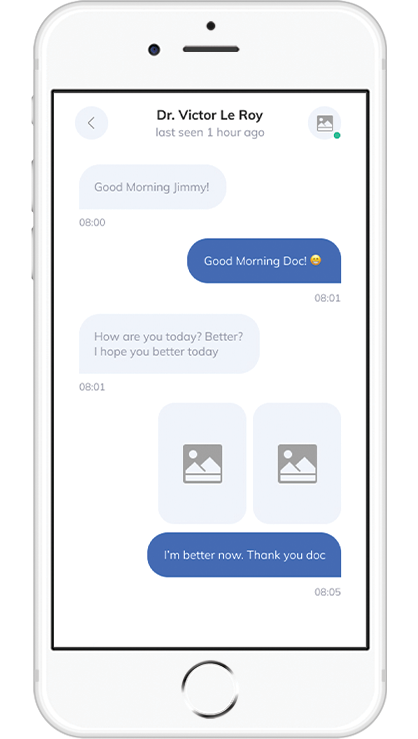 Dr. Victor Le Roy
last seen 1 hour ago
Good Morning Jimmy!
08:00
Good Morning Doc! 😁
08:01
How are you today? Better?
I hope you better today
08:01
I'm better now. Thank you doc
08:05